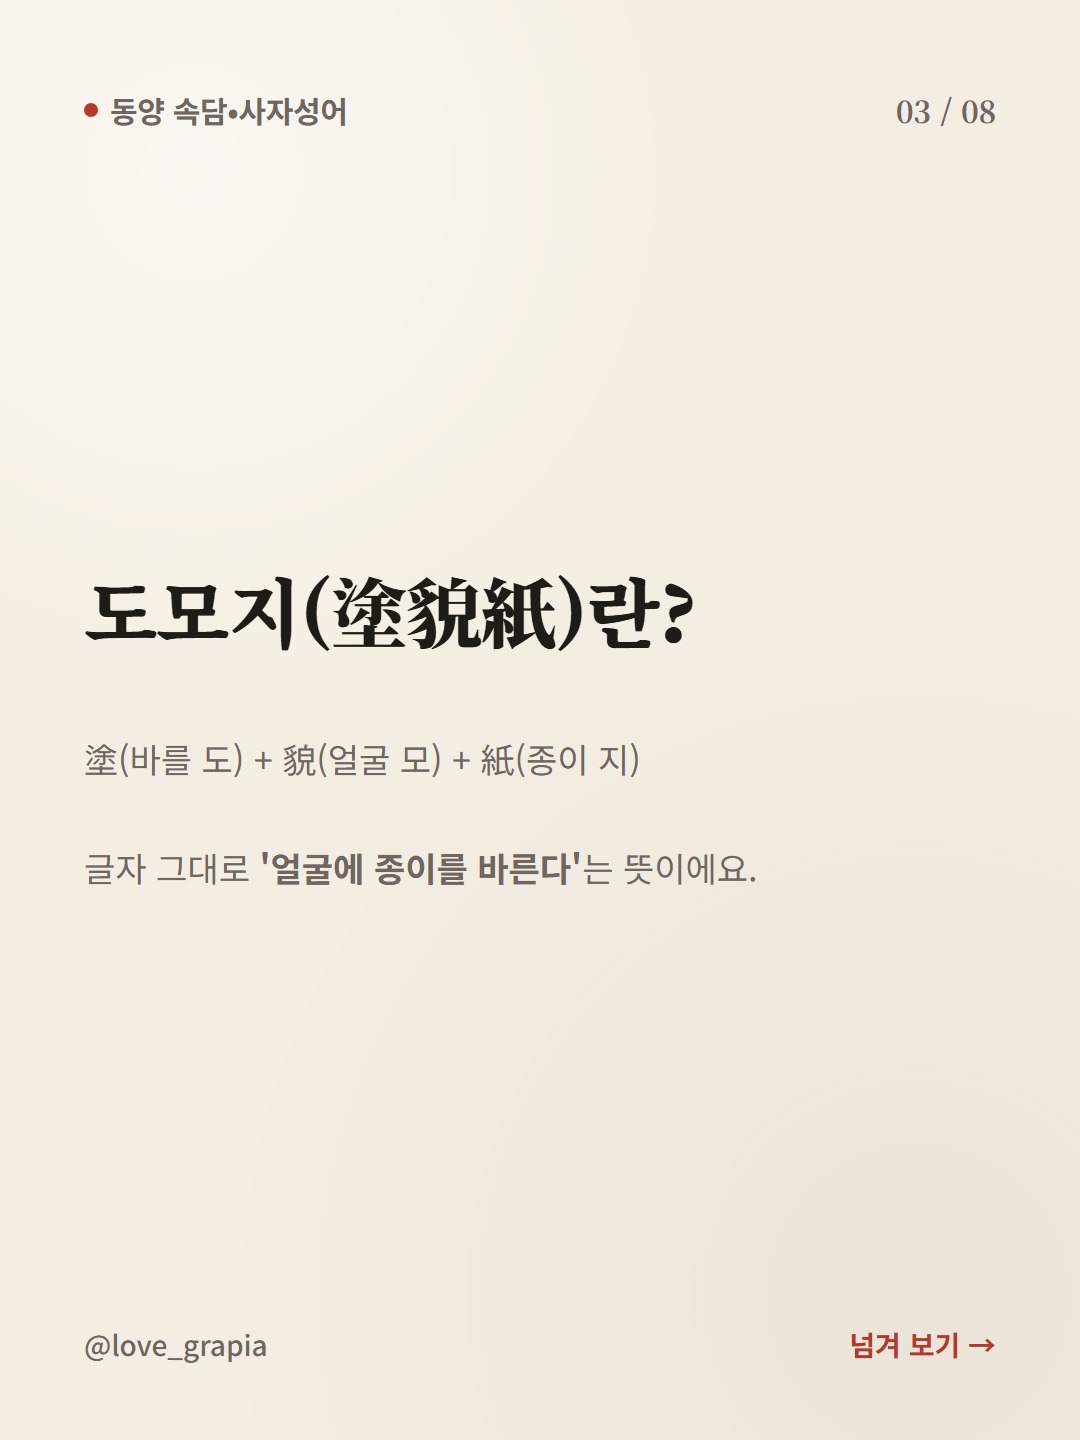 동양 속담•사자성어
03 / 08
도모지(塗貌紙)란?
塗(바를 도) + 貌(얼굴 모) + 紙(종이 지)
글자 그대로 '얼굴에 종이를 바른다'는 뜻이에요.
@love_grapia
넘겨 보기 →